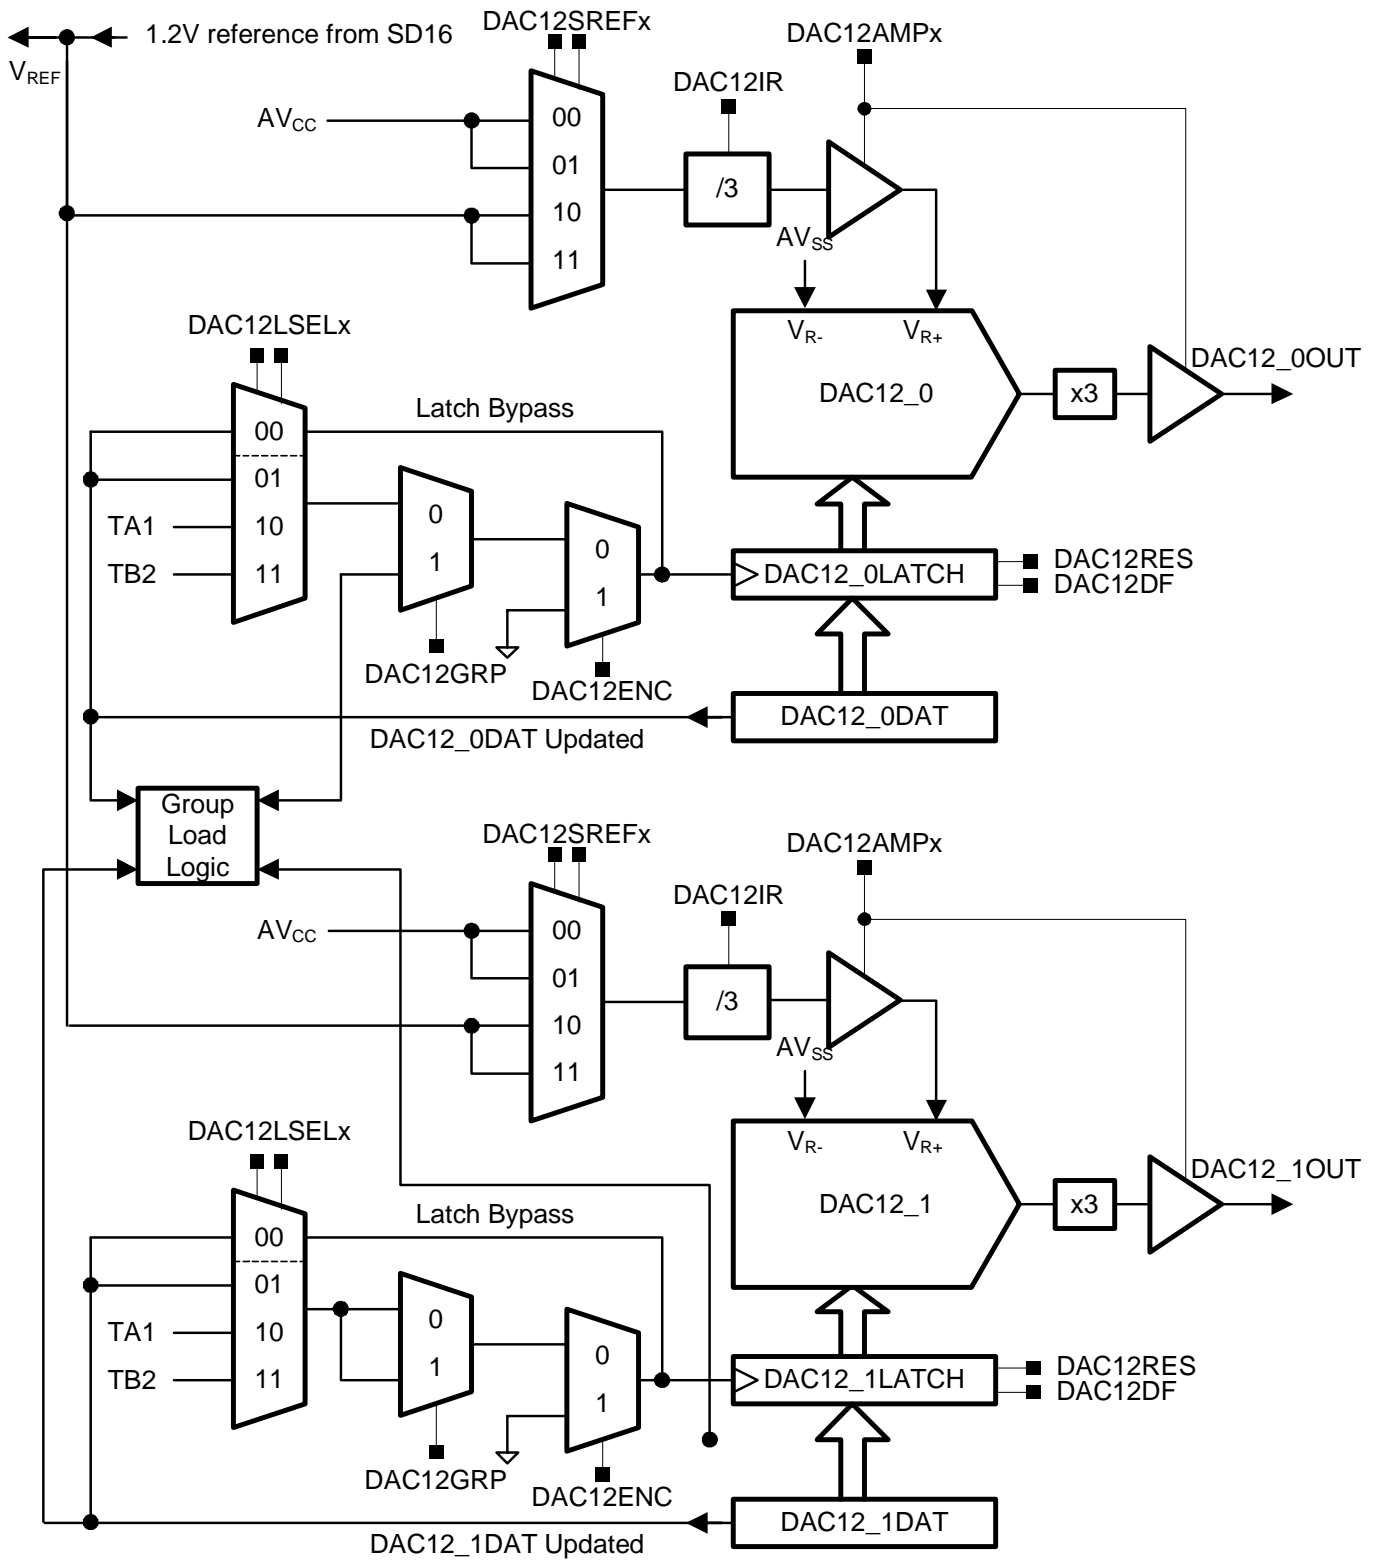 DAC12SREFx
1.2V reference from SD16
VREF
DAC12AMPx
DAC12IR
AVCC
00
01
10
11
/3
AVSS
VR-
VR+
DAC12_0
x3
DAC12_0OUT
DAC12LSELx
Latch Bypass
00
01
TA1
10
TB2
11
0
1
0
1
DAC12_0LATCH
DAC12RES
DAC12DF
DAC12GRP
DAC12ENC
DAC12_0DAT
DAC12_0DAT Updated
Group
Load
Logic
DAC12SREFx
DAC12AMPx
DAC12IR
AVCC
00
01
10
11
/3
AVSS
VR-
VR+
DAC12_1
x3
DAC12_1OUT
DAC12LSELx
Latch Bypass
00
01
TA1
10
TB2
11
0
1
0
1
DAC12_1LATCH
DAC12RES
DAC12DF
DAC12GRP
DAC12ENC
DAC12_1DAT
DAC12_1DAT Updated